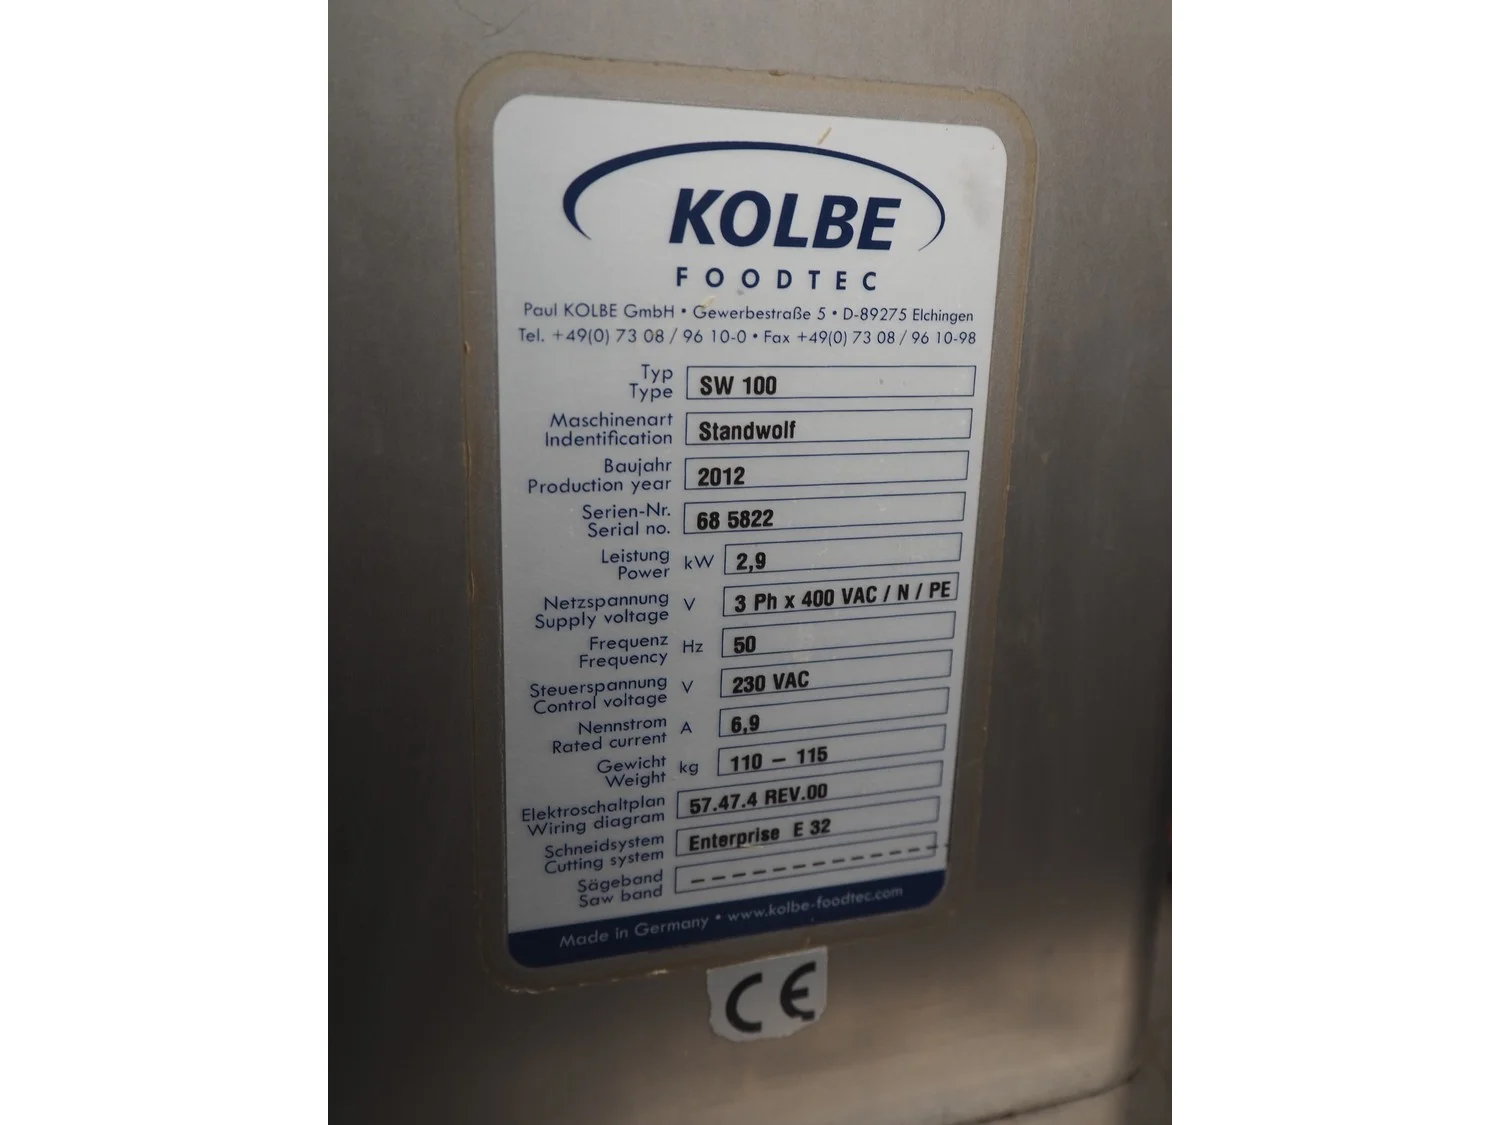 KOLBE
FOODTEC
Paul KOLBE GmbH • Gewerbestraße 5 • D-89275 Elchingen
Tel. +49(0) 73 08 / 96 10-0 • Fax +49(0) 73 08 / 96 10-98
Typ
Type SW 100
Maschinenart
Indentification Standwolf
Baujahr
Production year 2012
Serien-Nr.
Serial no. 68 5822
Leistung
Power kW 2,9
Netzspannung
Supply voltage V 3 Ph x 400 VAC / N / PE
Frequenz
Frequency Hz 50
Steuerspannung
Control voltage V 230 VAC
Nennstrom
Rated current A 6,9
Gewicht
Weight kg 110 – 115
Elektroschaltplan
Wiring diagram 57.47.4 REV.00
Schneidsystem
Cutting system Enterprise E 32
Sägeband
Saw band – – – – – – – – – – – – –
Made in Germany • www.kolbe-foodtec.com
CE